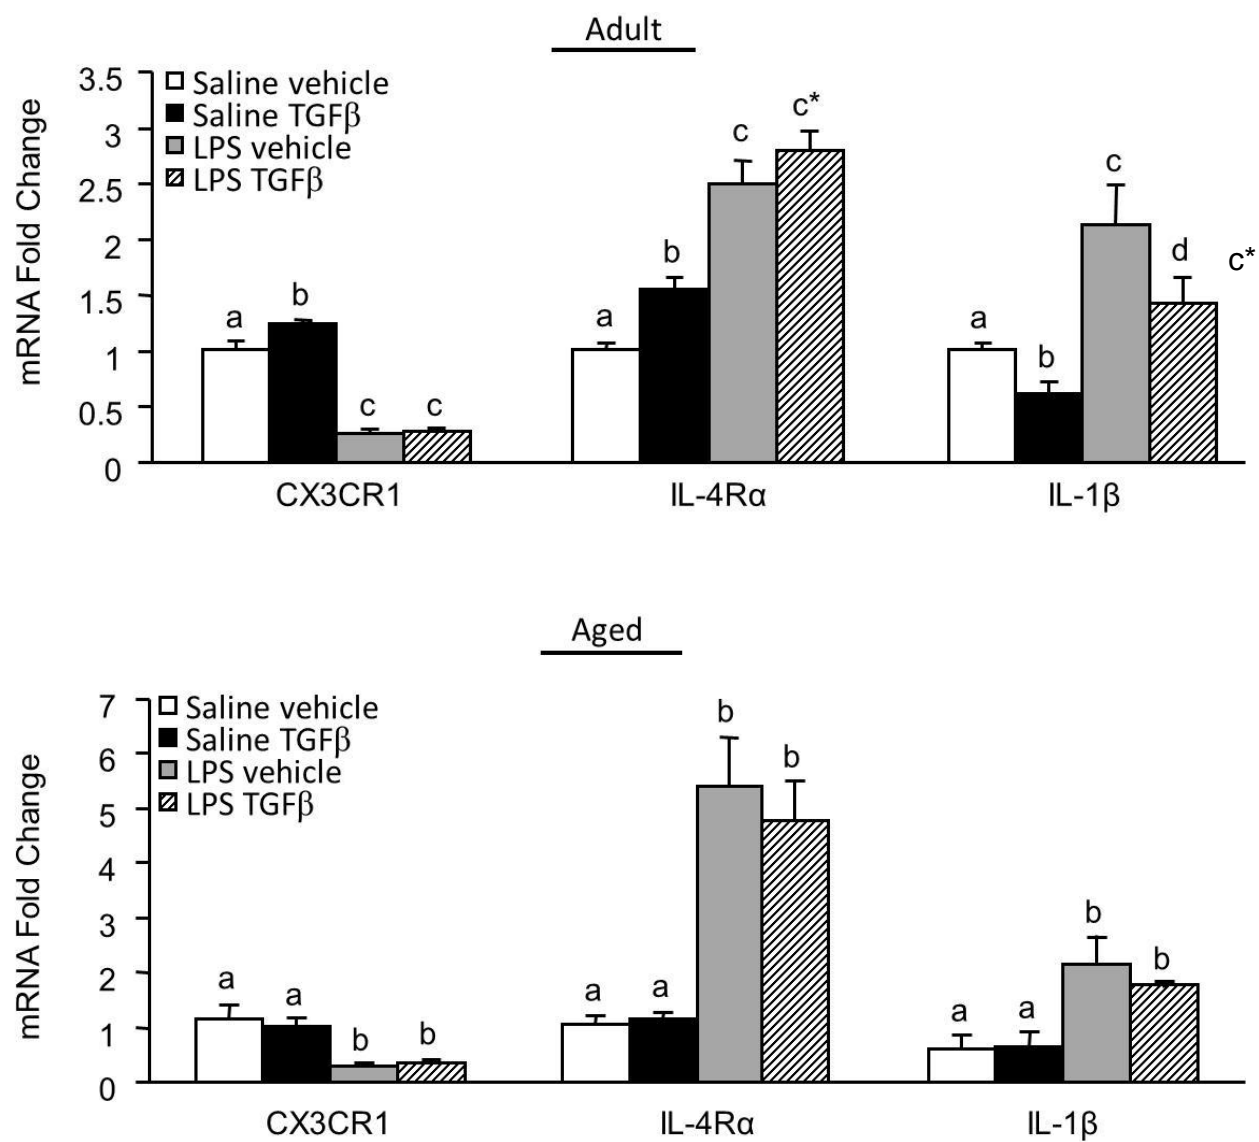 Adult
mRNA Fold Change
3.5
3
2.5
2
1.5
1
0.5
0
Saline vehicle
Saline TGFβ
LPS vehicle
LPS TGFβ
a
b
c
c
a
b
c
c*
a
b
c
d
c*
CX3CR1
IL-4Rα
IL-1β
Aged
mRNA Fold Change
7
6
5
4
3
2
1
0
Saline vehicle
Saline TGFβ
LPS vehicle
LPS TGFβ
a
a
b
b
a
a
b
b
a
a
b
b
CX3CR1
IL-4Rα
IL-1β